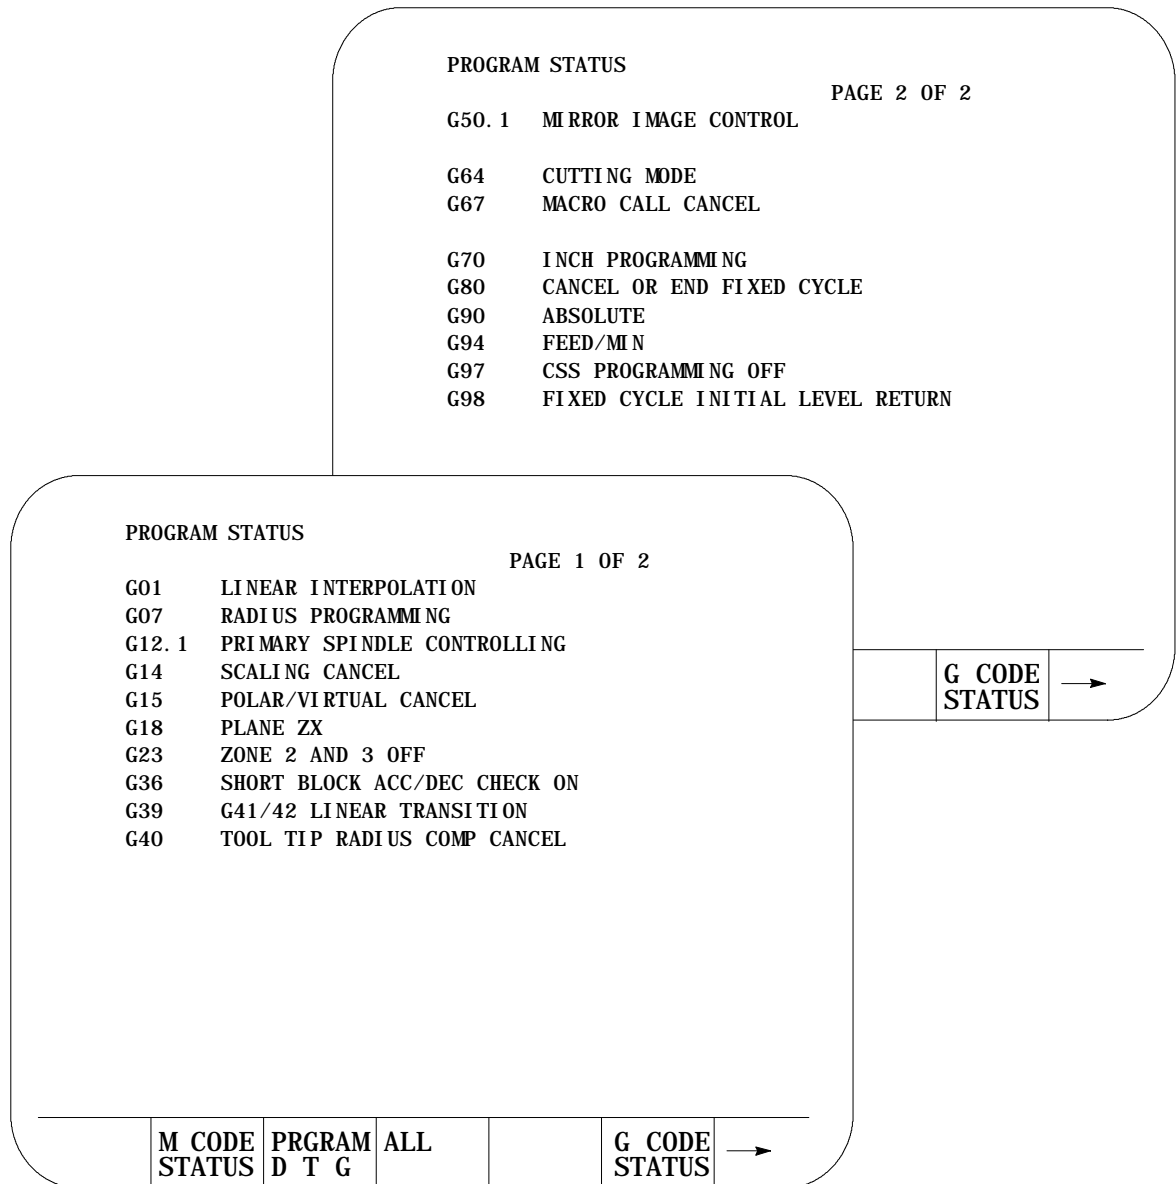 PROGRAM STATUS
PAGE 2 OF 2
G50.1 MIRROR IMAGE CONTROL
G64 CUTTING MODE
G67 MACRO CALL CANCEL
G70 INCH PROGRAMMING
G80 CANCEL OR END FIXED CYCLE
G90 ABSOLUTE
G94 FEED/MIN
G97 CSS PROGRAMMING OFF
G98 FIXED CYCLE INITIAL LEVEL RETURN
G CODE
STATUS
PROGRAM STATUS
PAGE 1 OF 2
G01 LINEAR INTERPOLATION
G07 RADIUS PROGRAMMING
G12.1 PRIMARY SPINDLE CONTROLLING
G14 SCALING CANCEL
G15 POLAR/VIRTUAL CANCEL
G18 PLANE ZX
G23 ZONE 2 AND 3 OFF
G36 SHORT BLOCK ACC/DEC CHECK ON
G39 G41/42 LINEAR TRANSITION
G40 TOOL TIP RADIUS COMP CANCEL
M CODE PRGRAM ALL G CODE
STATUS D T G STATUS